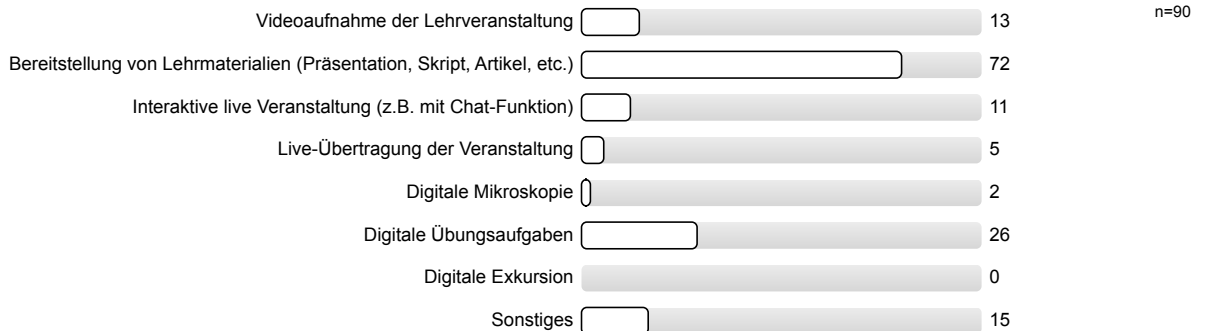 Videoaufnahme der Lehrveranstaltung 13 n=90
Bereitstellung von Lehrmaterialien (Präsentation, Skript, Artikel, etc.) 72
Interaktive live Veranstaltung (z.B. mit Chat-Funktion) 11
Live-Übertragung der Veranstaltung 5
Digitale Mikroskopie 2
Digitale Übungsaufgaben 26
Digitale Exkursion 0
Sonstiges 15